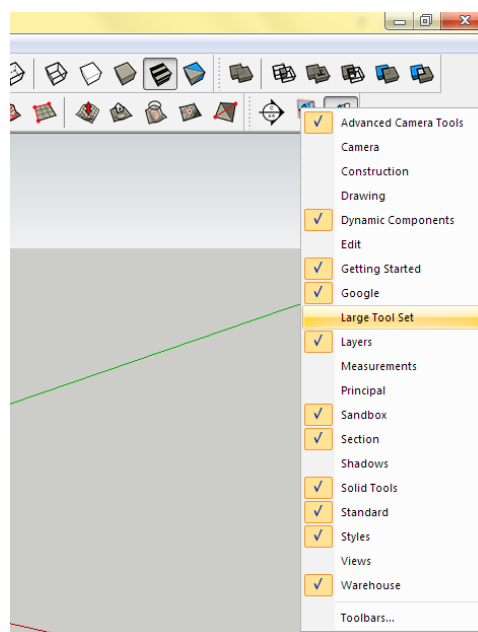 Advanced Camera Tools
Camera
Construction
Drawing
Dynamic Components
Edit
Getting Started
Google
Large Tool Set
Layers
Measurements
Principal
Sandbox
Section
Shadows
Solid Tools
Standard
Styles
Views
Warehouse
Toolbars...